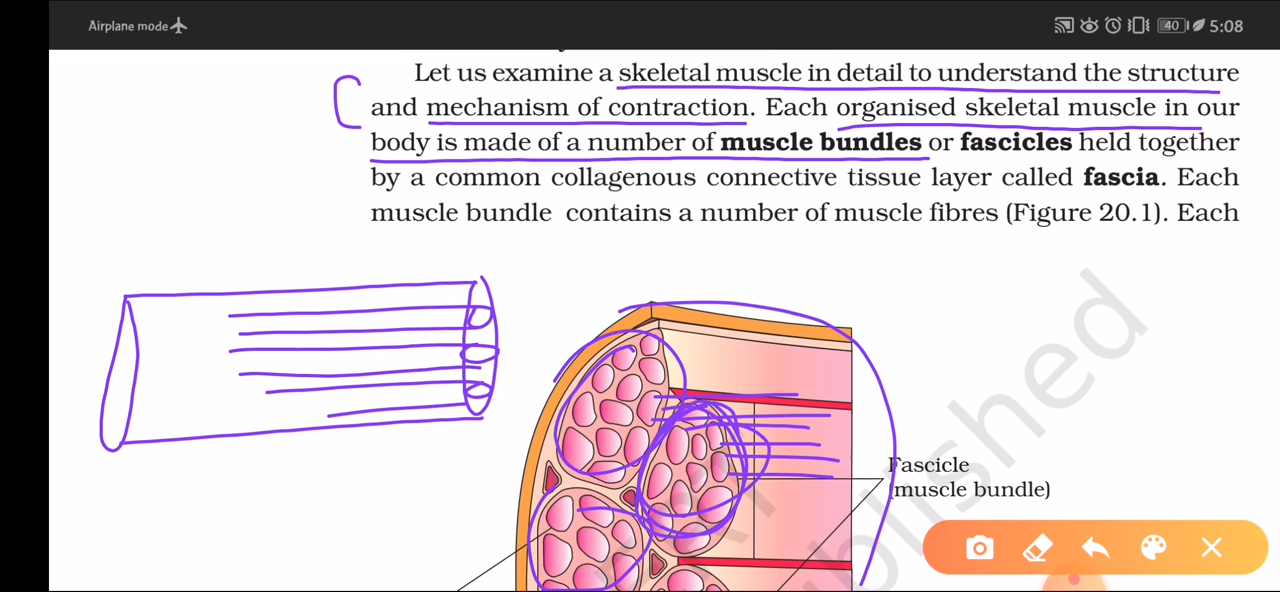 Airplane mode
40 5:08
Let us examine a skeletal muscle in detail to understand the structure
and mechanism of contraction. Each organised skeletal muscle in our
body is made of a number of muscle bundles or fascicles held together
by a common collagenous connective tissue layer called fascia. Each
muscle bundle contains a number of muscle fibres (Figure 20.1). Each
Fascicle
(muscle bundle)